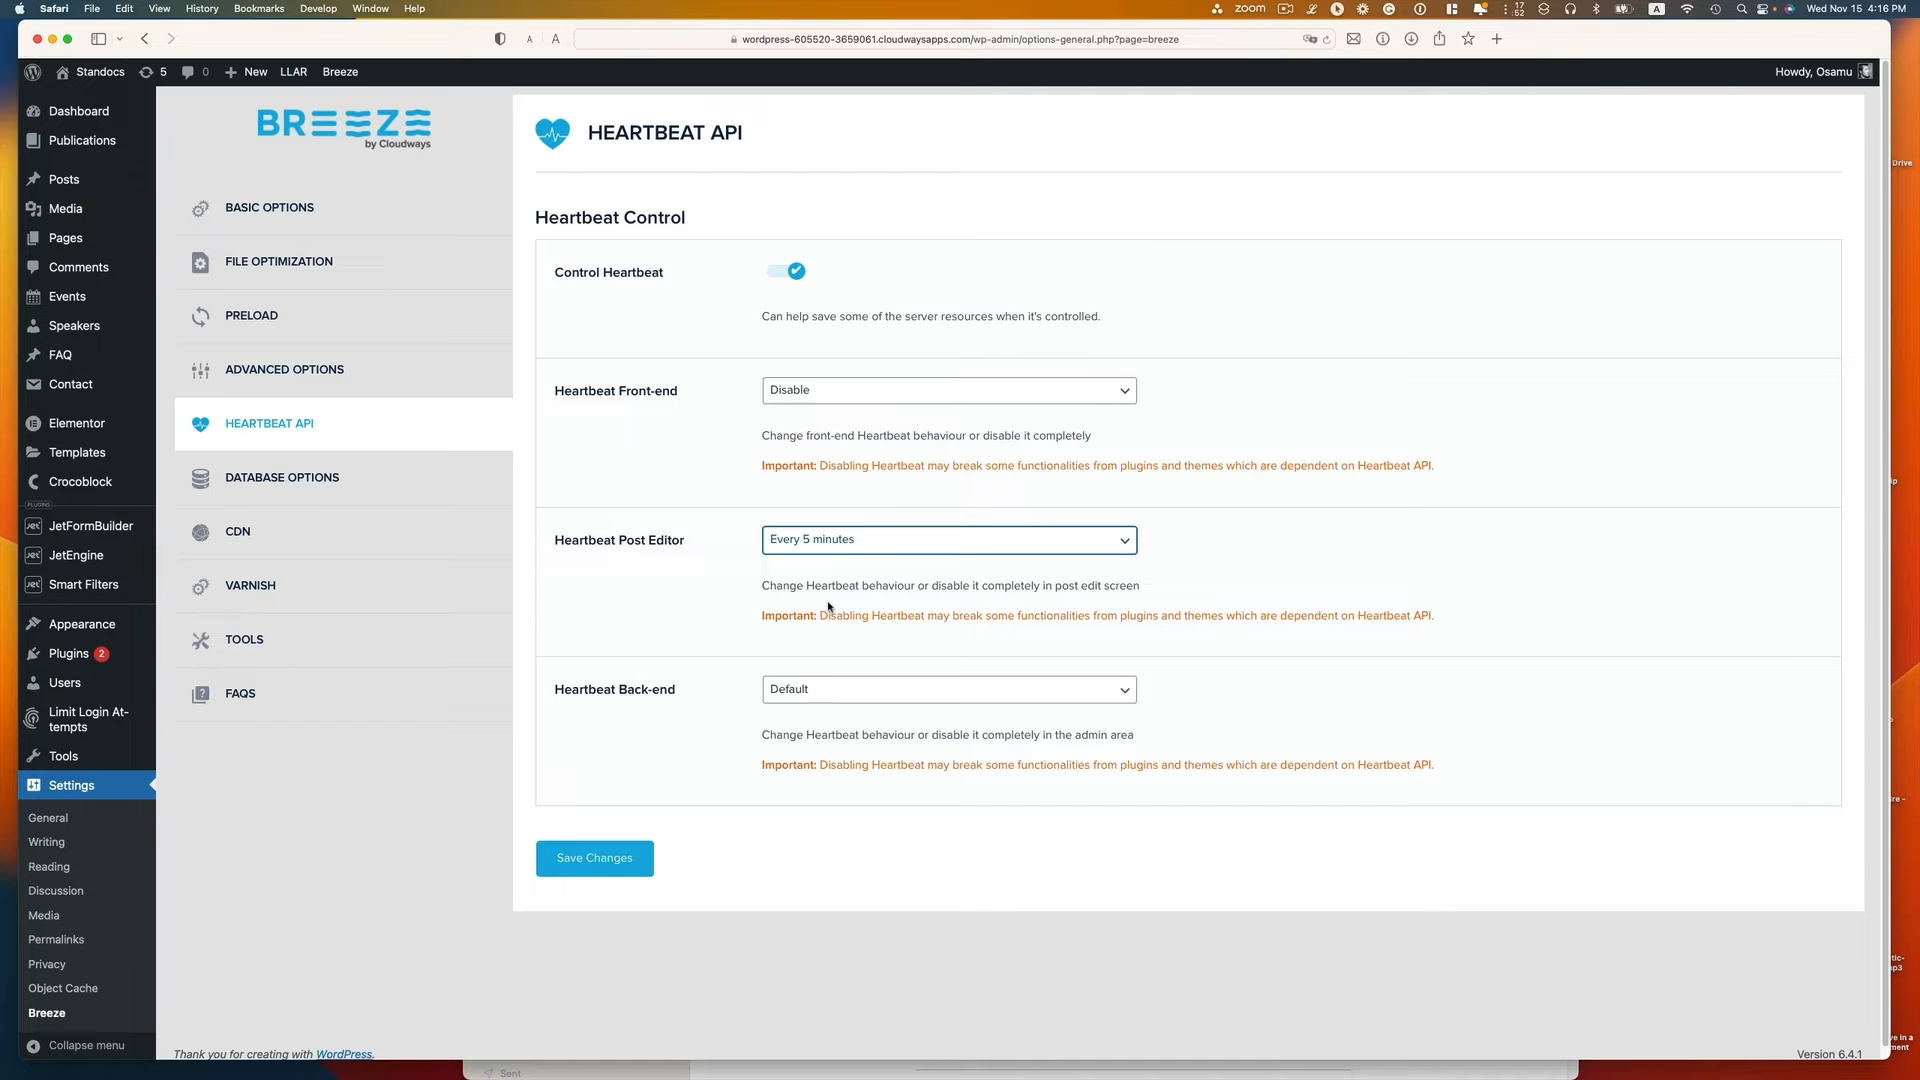 Safari File Edit View History Bookmarks Develop Window Help
zoom
17
52
A
Wed Nov 15 4:16 PM
A A
wordpress-605520-3659061.cloudwaysapps.com/wp-admin/options-general.php?page=breeze
Standocs 5 0 New LLAR Breeze
Howdy, Osamu
Dashboard
Publications
Posts
Media
Pages
Comments
Events
Speakers
FAQ
Contact
Elementor
Templates
Crocoblock
PLUGINS
Jet JetFormBuilder
Jet JetEngine
Jet Smart Filters
Appearance
Plugins 2
Users
Limit Login At-
tempts
Tools
Settings
General
Writing
Reading
Discussion
Media
Permalinks
Privacy
Object Cache
Breeze
Collapse menu
BREEZE
by Cloudways
BASIC OPTIONS
FILE OPTIMIZATION
PRELOAD
ADVANCED OPTIONS
HEARTBEAT API
DATABASE OPTIONS
CDN
VARNISH
TOOLS
FAQS
HEARTBEAT API
Heartbeat Control
Control Heartbeat
Can help save some of the server resources when it's controlled.
Heartbeat Front-end
Disable
Change front-end Heartbeat behaviour or disable it completely
Important: Disabling Heartbeat may break some functionalities from plugins and themes which are dependent on Heartbeat API.
Heartbeat Post Editor
Every 5 minutes
Change Heartbeat behaviour or disable it completely in post edit screen
Important: Disabling Heartbeat may break some functionalities from plugins and themes which are dependent on Heartbeat API.
Heartbeat Back-end
Default
Change Heartbeat behaviour or disable it completely in the admin area
Important: Disabling Heartbeat may break some functionalities from plugins and themes which are dependent on Heartbeat API.
Save Changes
Thank you for creating with WordPress.
Version 6.4.1
Sent
Drive